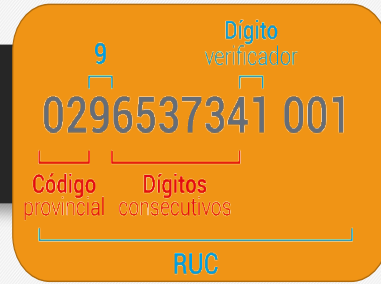 9 Dígito
verificador
0296537341 001
Código Dígitos
provincial consecutivos
RUC